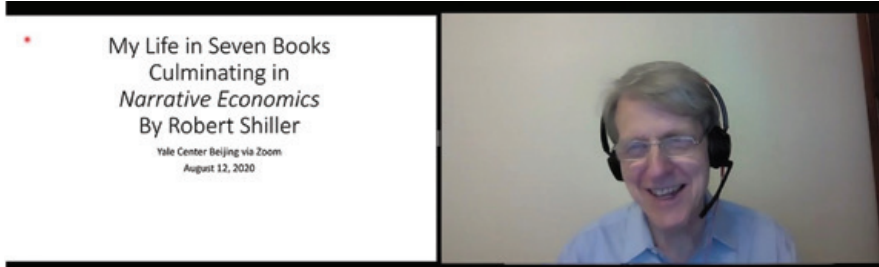 My Life in Seven Books
Culminating in
Narrative Economics
By Robert Shiller
Yale Center Beijing via Zoom
August 12, 2020